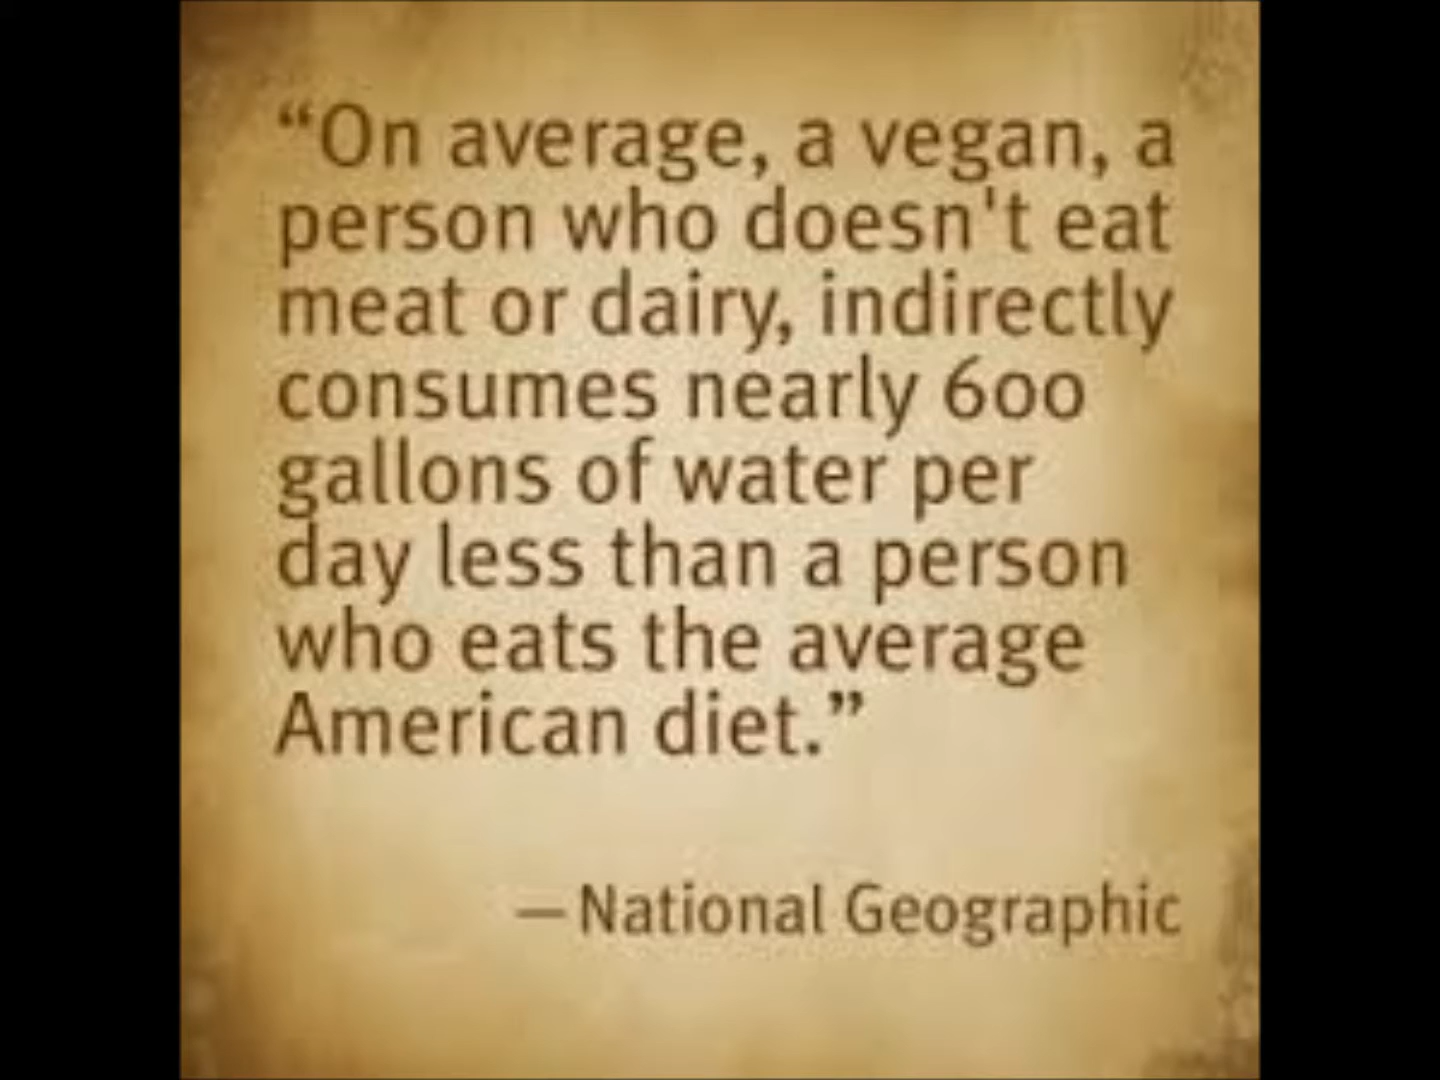 “On average, a vegan, a
person who doesn't eat
meat or dairy, indirectly
consumes nearly 600
gallons of water per
day less than a person
who eats the average
American diet.”
—National Geographic